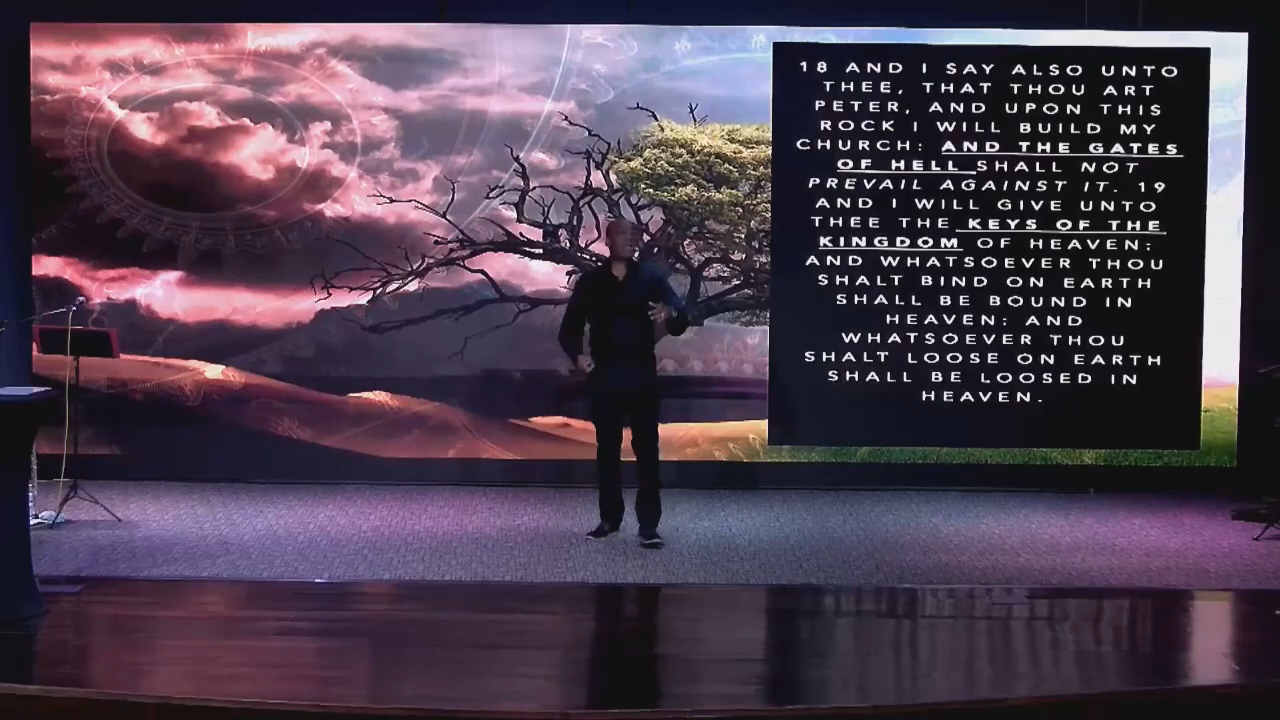 18 AND I SAY ALSO UNTO
THEE, THAT THOU ART
PETER, AND UPON THIS
ROCK I WILL BUILD MY
CHURCH: AND THE GATES
OF HELL SHALL NOT
PREVAIL AGAINST IT. 19
AND I WILL GIVE UNTO
THEE THE KEYS OF THE
KINGDOM OF HEAVEN:
AND WHATSOEVER THOU
SHALT BIND ON EARTH
SHALL BE BOUND IN
HEAVEN: AND
WHATSOEVER THOU
SHALT LOOSE ON EARTH
SHALL BE LOOSED IN
HEAVEN.